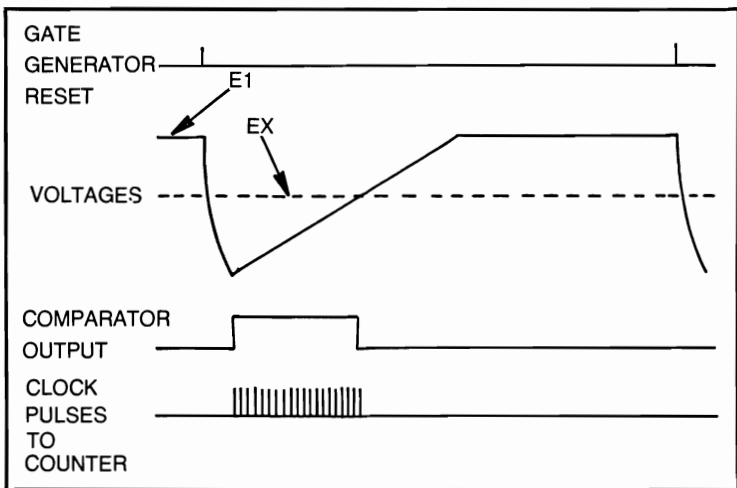 GATE
GENERATOR
RESET
E1
EX
VOLTAGES
COMPARATOR
OUTPUT
CLOCK
PULSES
TO
COUNTER